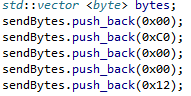 std::vector <byte> bytes;
sendBytes.push_back(0x00);
sendBytes.push_back(0xC0);
sendBytes.push_back(0x00);
sendBytes.push_back(0x00);
sendBytes.push_back(0x12);